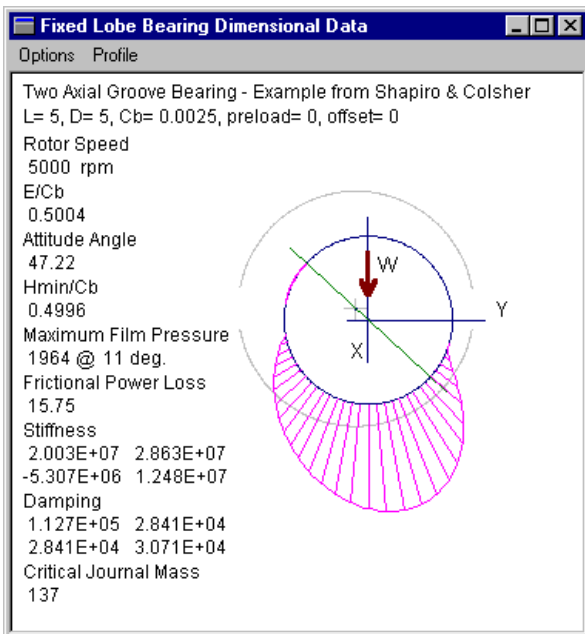 Fixed Lobe Bearing Dimensional Data
Options Profile
Two Axial Groove Bearing - Example from Shapiro & Colsher
L= 5, D= 5, Cb= 0.0025, preload= 0, offset= 0
Rotor Speed
5000 rpm
E/Cb
0.5004
Attitude Angle
47.22
Hmin/Cb
0.4996
Maximum Film Pressure
1964 @ 11 deg.
Frictional Power Loss
15.75
Stiffness
2.003E+07 2.863E+07
-5.307E+06 1.248E+07
Damping
1.127E+05 2.841E+04
2.841E+04 3.071E+04
Critical Journal Mass
137
W
Y
X